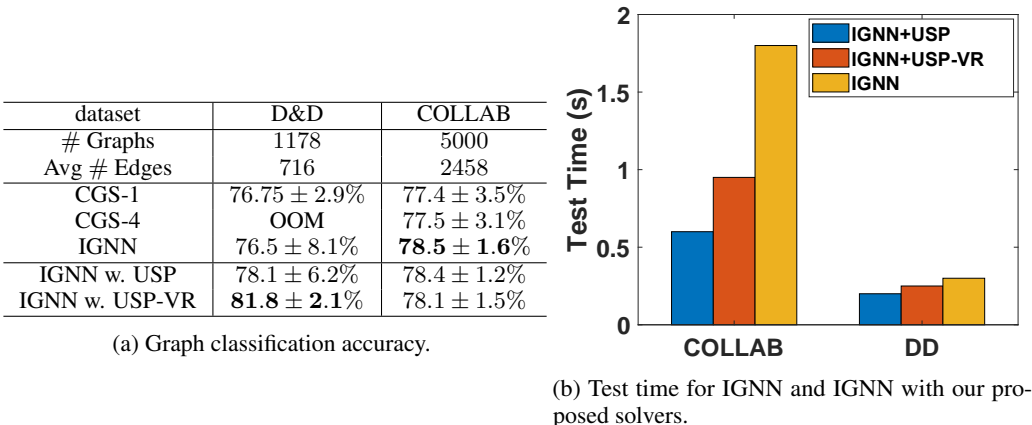 dataset D&D COLLAB
# Graphs 1178 5000
Avg # Edges 716 2458
CGS-1 76.75 ± 2.9% 77.4 ± 3.5%
CGS-4 OOM 77.5 ± 3.1%
IGNN 76.5 ± 8.1% 78.5 ± 1.6%
IGNN w. USP 78.1 ± 6.2% 78.4 ± 1.2%
IGNN w. USP-VR 81.8 ± 2.1% 78.1 ± 1.5%
(a) Graph classification accuracy.
Test Time (s)
2
1.5
1
0.5
0
IGNN+USP
IGNN+USP-VR
IGNN
COLLAB DD
(b) Test time for IGNN and IGNN with our pro-
posed solvers.